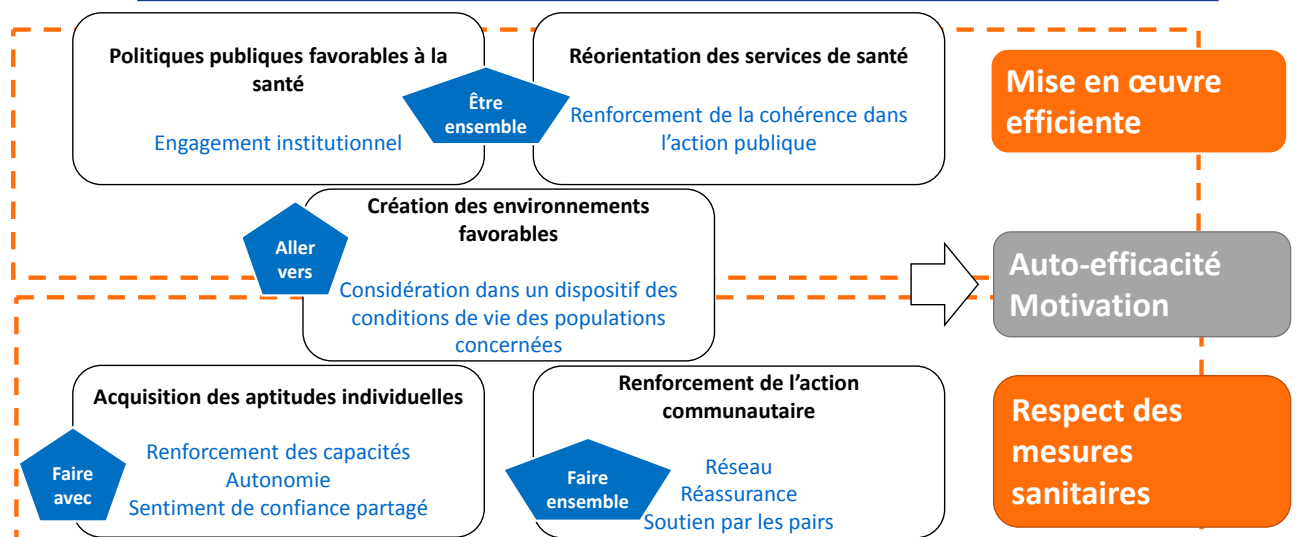 Politiques publiques favorables à la
santé
Engagement institutionnel
Être
ensemble
Réorientation des services de santé
Renforcement de la cohérence dans
l’action publique
Mise en œuvre
efficiente
Création des environnements
favorables
Aller
vers
Considération dans un dispositif des
conditions de vie des populations
concernées
Auto-efficacité
Motivation
Acquisition des aptitudes individuelles
Faire
avec
Renforcement des capacités
Autonomie
Sentiment de confiance partagé
Renforcement de l’action
communautaire
Faire
ensemble
Réseau
Réassurance
Soutien par les pairs
Respect des
mesures
sanitaires